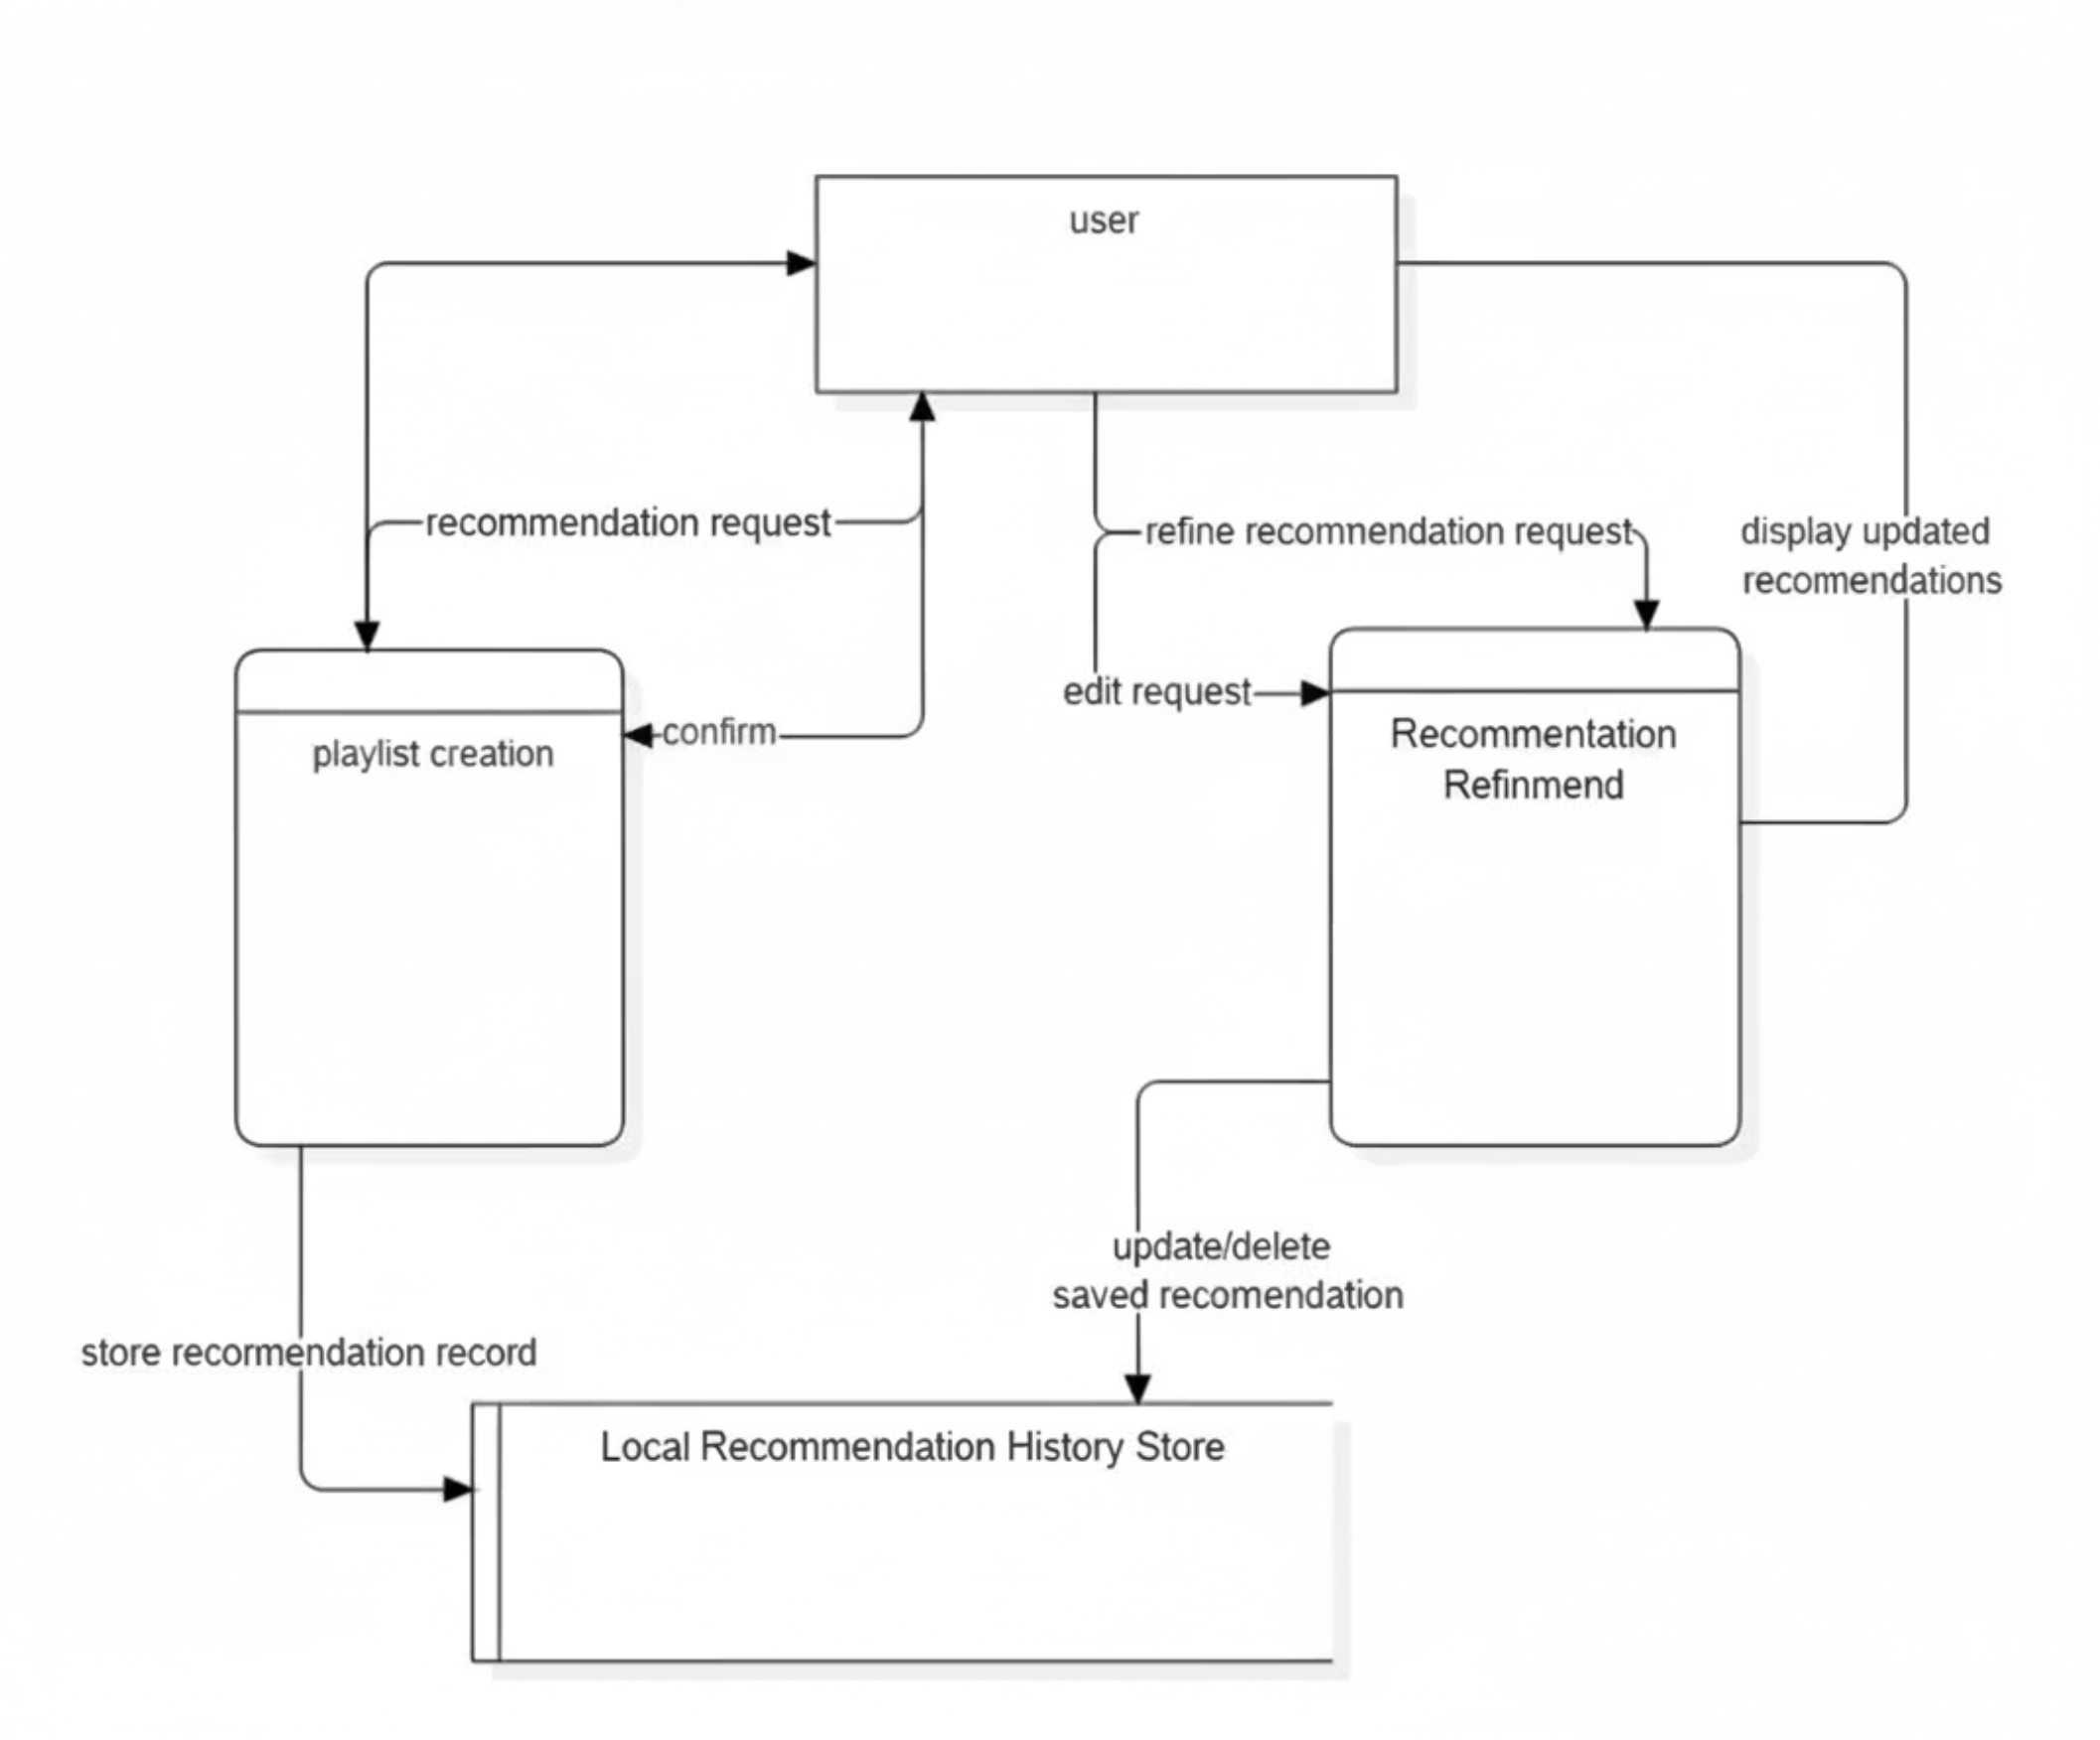 user
recommendation request
refine recommendation request
display updated
recomendations
edit request
confirm
playlist creation
Recommentation
Refinmend
update/delete
saved recomendation
store recormendation record
Local Recommendation History Store